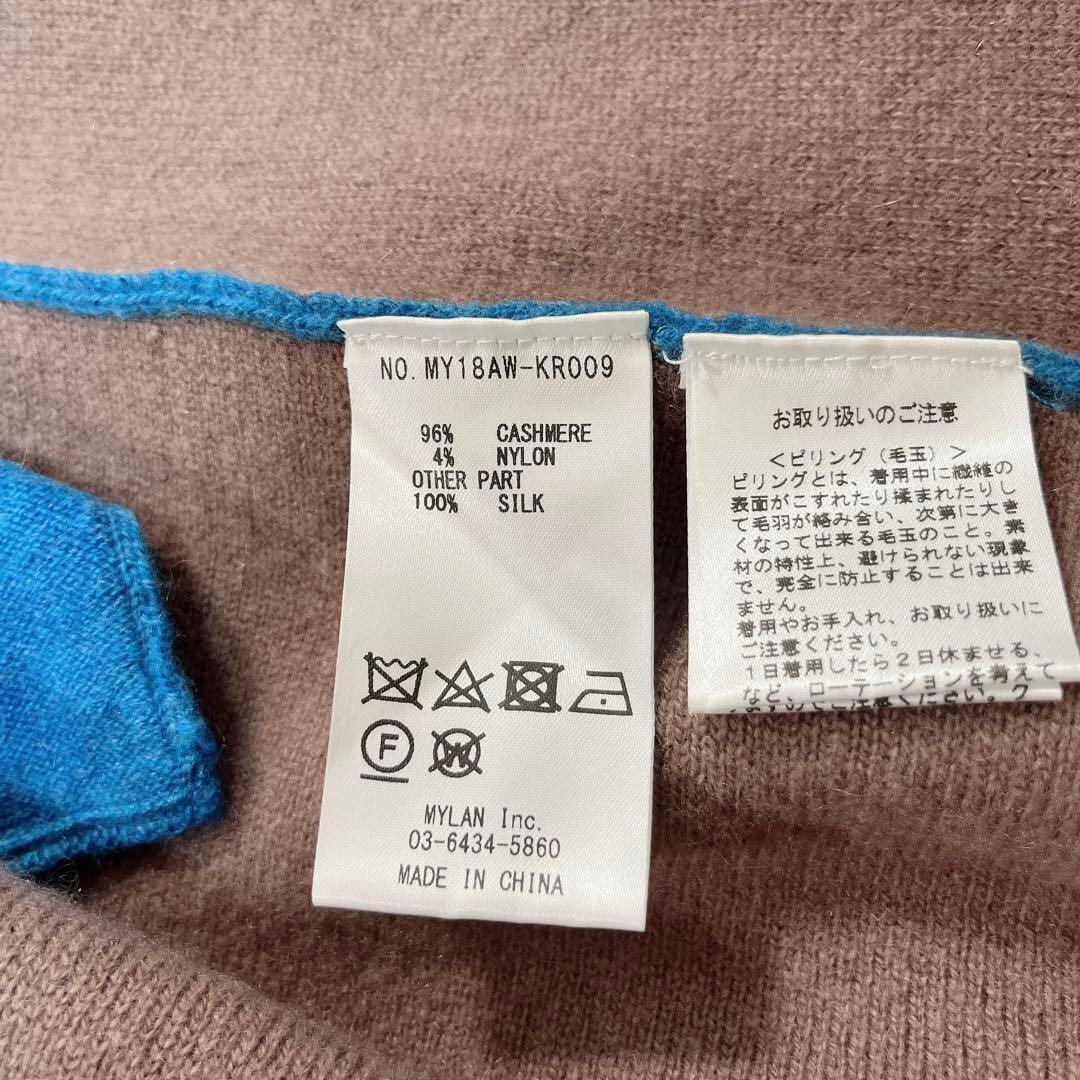 NO. MY18AW-KR009
96% CASHMERE
4% NYLON
OTHER PART
100% SILK
F
W
MYLAN Inc.
03-6434-5860
MADE IN CHINA
お取り扱いのご注意
＜ピリング（毛玉）＞
ピリングとは、着用中に繊維の
表面がこすれたり揉まれたりし
て毛羽が絡み合い、次第に大き
くなって出来る毛玉のこと。素
材の特性上、避けられない現象
で、完全に防止することは出来
ません。
着用やお手入れ、お取り扱いに
ご注意ください。
１日着用したら２日休ませる、
など、ローテーションを考えて